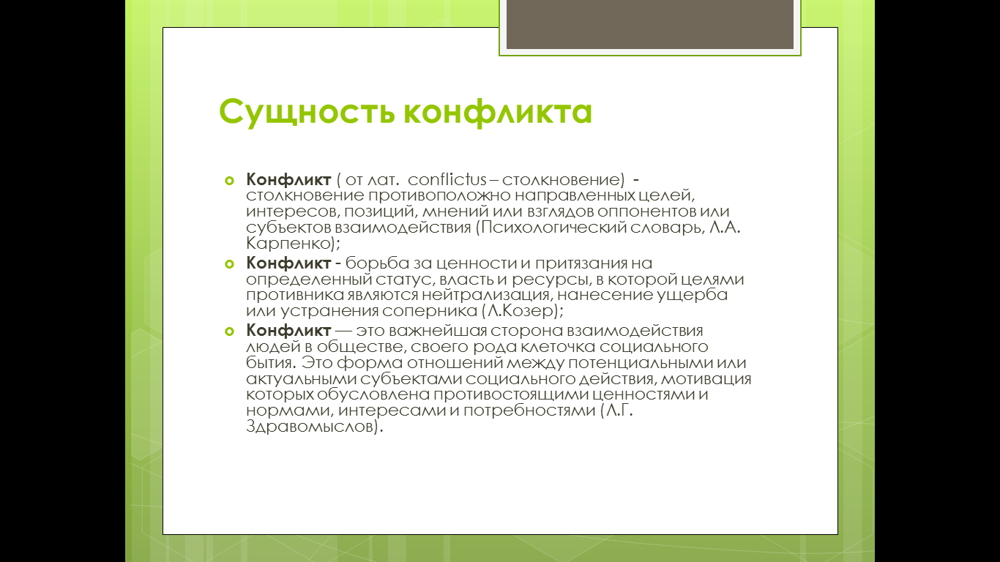 Сущность конфликта
Конфликт ( от лат. conflictus – столкновение) -
столкновение противоположно направленных целей,
интересов, позиций, мнений или взглядов оппонентов или
субъектов взаимодействия (Психологический словарь, Л.А.
Карпенко);
Конфликт - борьба за ценности и притязания на
определенный статус, власть и ресурсы, в которой целями
противника являются нейтрализация, нанесение ущерба
или устранения соперника (Л.Козер);
Конфликт — это важнейшая сторона взаимодействия
людей в обществе, своего рода клеточка социального
бытия. Это форма отношений между потенциальными или
актуальными субъектами социального действия, мотивация
которых обусловлена противостоящими ценностями и
нормами, интересами и потребностями (Л.Г.
Здравомыслов).